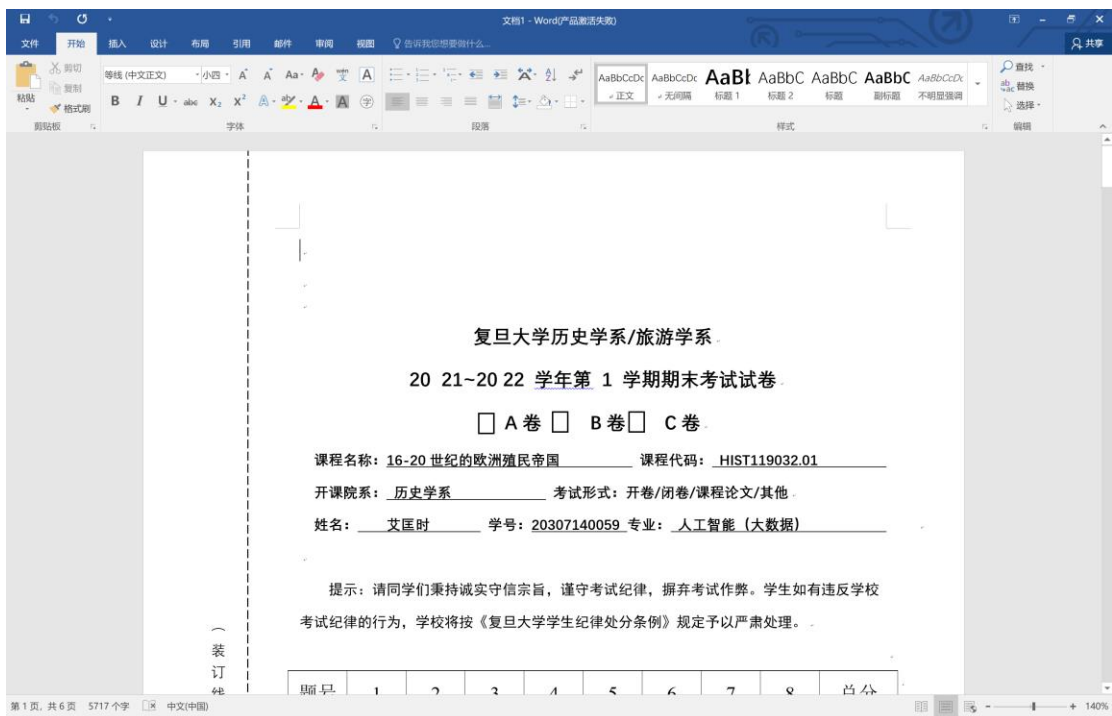 文档1 - Word(产品激活失败)
文件 开始 插入 设计 布局 引用 邮件 审阅 视图 告诉我您想要做什么... 共享
粘贴 剪切 复制 格式刷
等线 (中文正文) 小四
AaBbCcDc AaBbCcDc AaBl AaBbC AaBbC AaBbC AaBbCcDc
正文 无间隔 标题 1 标题 2 标题 副标题 不明显强调
查找 替换 选择
剪贴板 字体 段落 样式 编辑
复旦大学历史学系/旅游学系
20 21~20 22 学年第 1 学期期末考试试卷
□ A 卷 □ B 卷□ C 卷
课程名称：16-20 世纪的欧洲殖民帝国 课程代码： HIST119032.01
开课院系： 历史学系 考试形式：开卷/闭卷/课程论文/其他
姓名： 艾匡时 学号：20307140059 专业： 人工智能（大数据）
提示：请同学们秉持诚实守信宗旨，谨守考试纪律，摒弃考试作弊。学生如有违反学校
考试纪律的行为，学校将按《复旦大学学生纪律处分条例》规定予以严肃处理。
（装订线
题号 1 2 3 4 5 6 7 8 总分
第 1 页，共 6 页 5717 个字 中文(中国) 140%